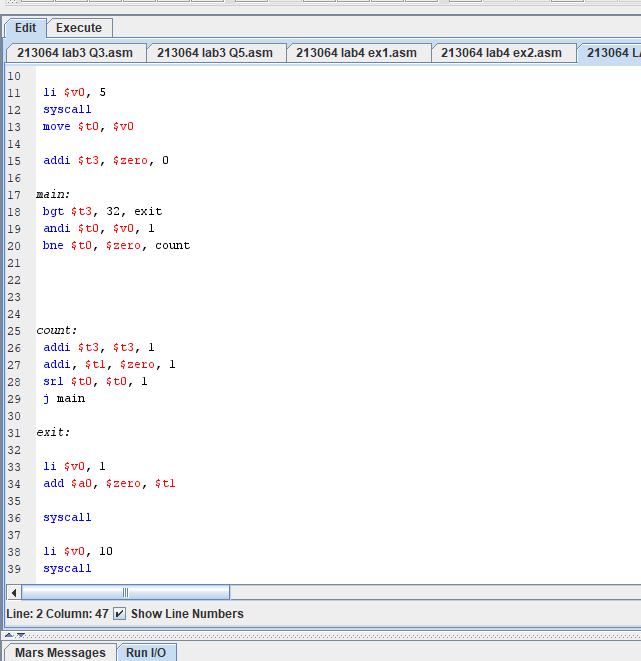 Edit Execute
213064 lab3 Q3.asm 213064 lab3 Q5.asm 213064 lab4 ex1.asm 213064 lab4 ex2.asm 213064 L
10
11 li $v0, 5
12 syscall
13 move $t0, $v0
14
15 addi $t3, $zero, 0
16
17 main:
18 bgt $t3, 32, exit
19 andi $t0, $v0, 1
20 bne $t0, $zero, count
21
22
23
24
25 count:
26 addi $t3, $t3, 1
27 addi, $t1, $zero, 1
28 srl $t0, $t0, 1
29 j main
30
31 exit:
32
33 li $v0, 1
34 add $a0, $zero, $t1
35
36 syscall
37
38 li $v0, 10
39 syscall
Line: 2 Column: 47 Show Line Numbers
Mars Messages Run I/O